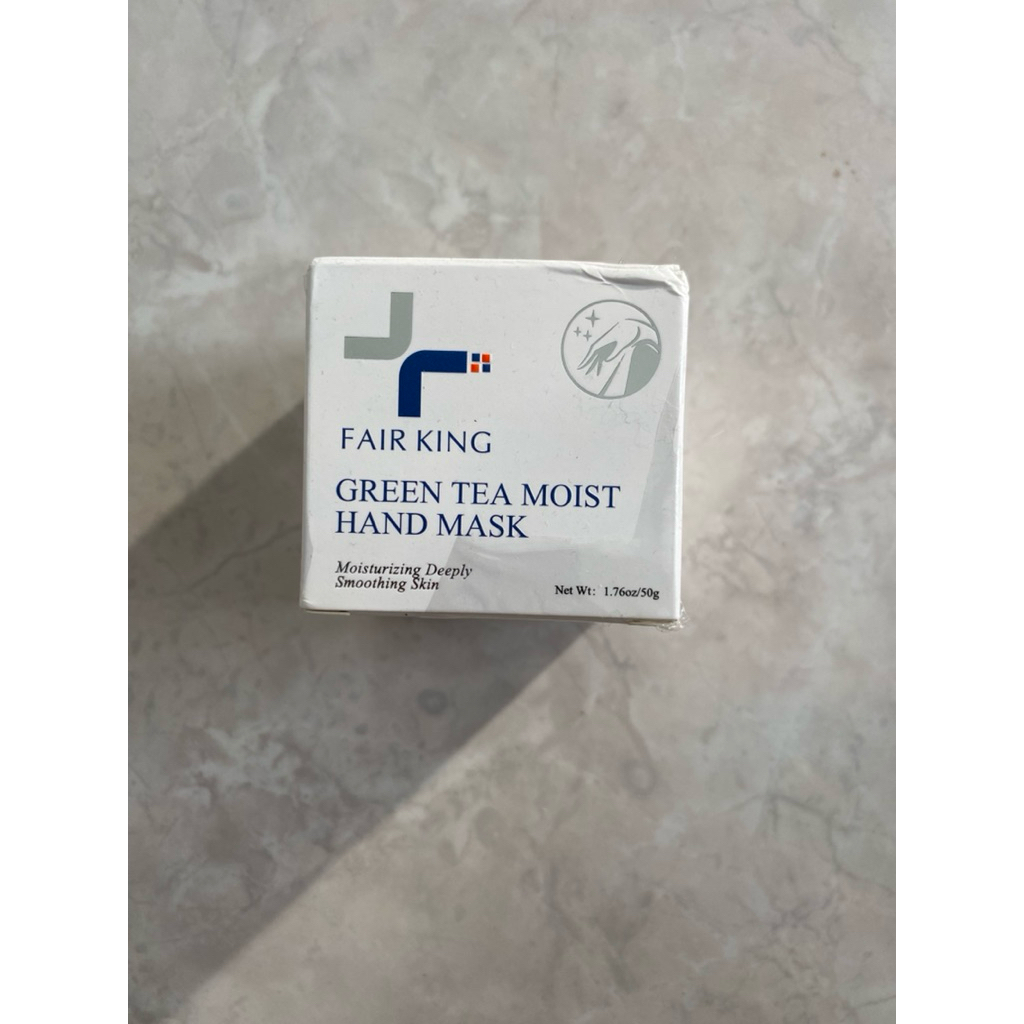 FAIR KING
GREEN TEA MOIST
HAND MASK
Moisturizing Deeply
Smoothing Skin
Net Wt: 1.76oz/50g